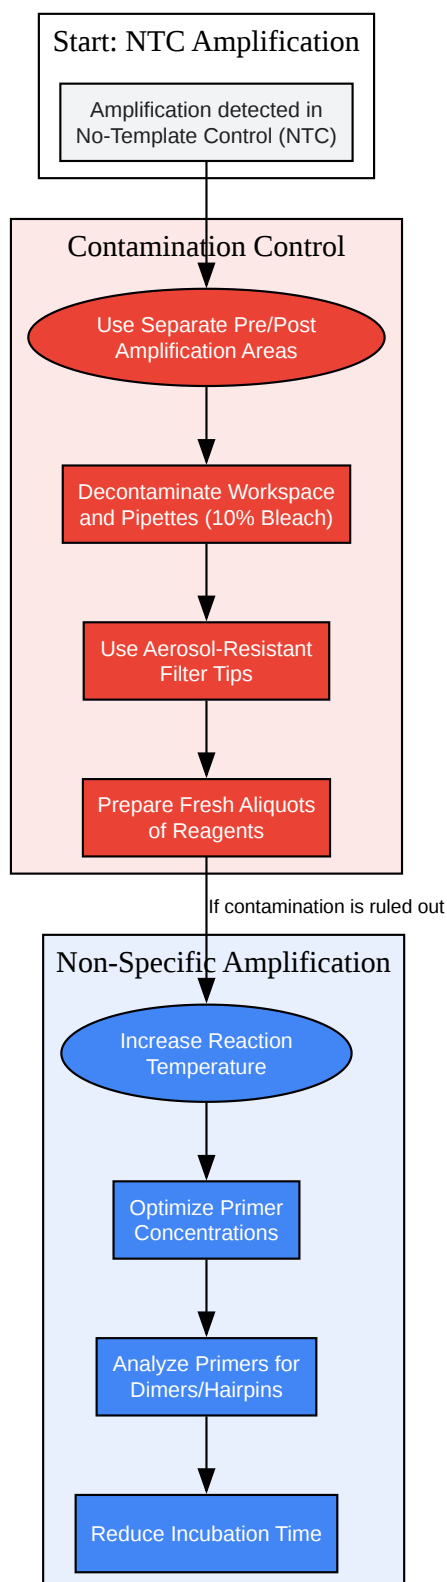 Start: NTC Amplification
Amplification detected in
No-Template Control (NTC)
Contamination Control
Use Separate Pre/Post
Amplification Areas
Decontaminate Workspace
and Pipettes (10% Bleach)
Use Aerosol-Resistant
Filter Tips
Prepare Fresh Aliquots
of Reagents
If contamination is ruled out
Non-Specific Amplification
Increase Reaction
Temperature
Optimize Primer
Concentrations
Analyze Primers for
Dimers/Hairpins
Reduce Incubation Time